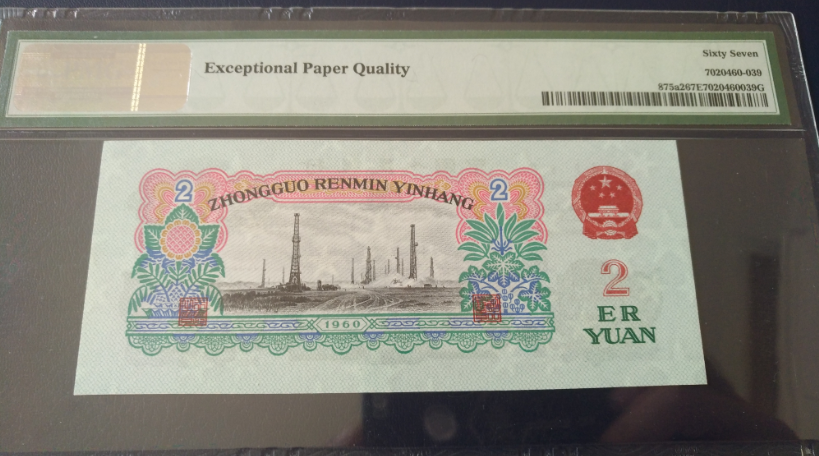 Exceptional Paper Quality
Sixty Seven
7020460-039
875a267E7020460039G
2
2
ZHONGGUO RENMIN YINHANG
1960
2
ER
YUAN